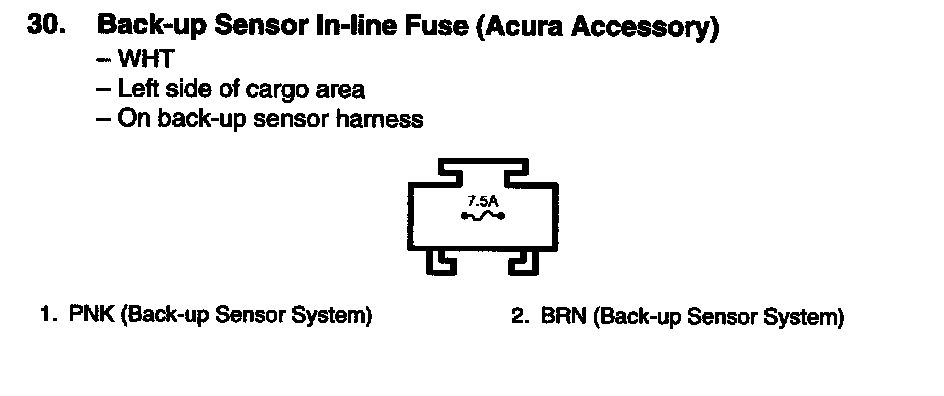 30. Back-up Sensor In-line Fuse (Acura Accessory)
– WHT
– Left side of cargo area
– On back-up sensor harness
7.5A
1. PNK (Back-up Sensor System)
2. BRN (Back-up Sensor System)